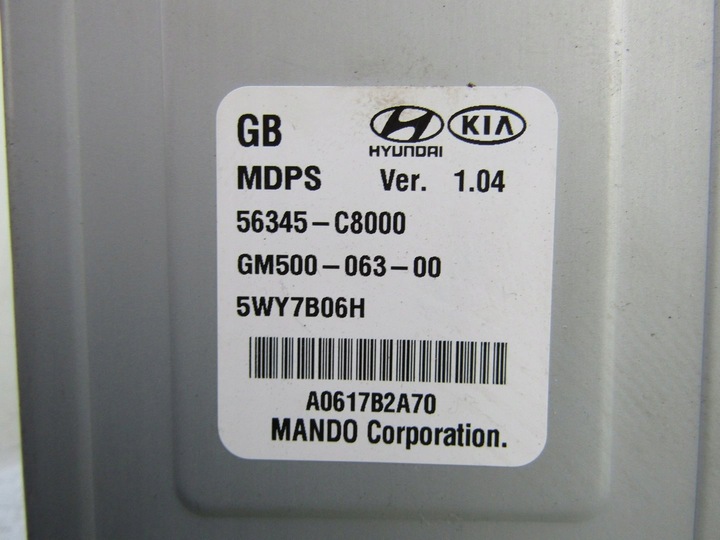 GB HYUNDAI KIA
MDPS Ver. 1.04
56345-C8000
GM500-063-00
5WY7B06H
A0617B2A70
MANDO Corporation.